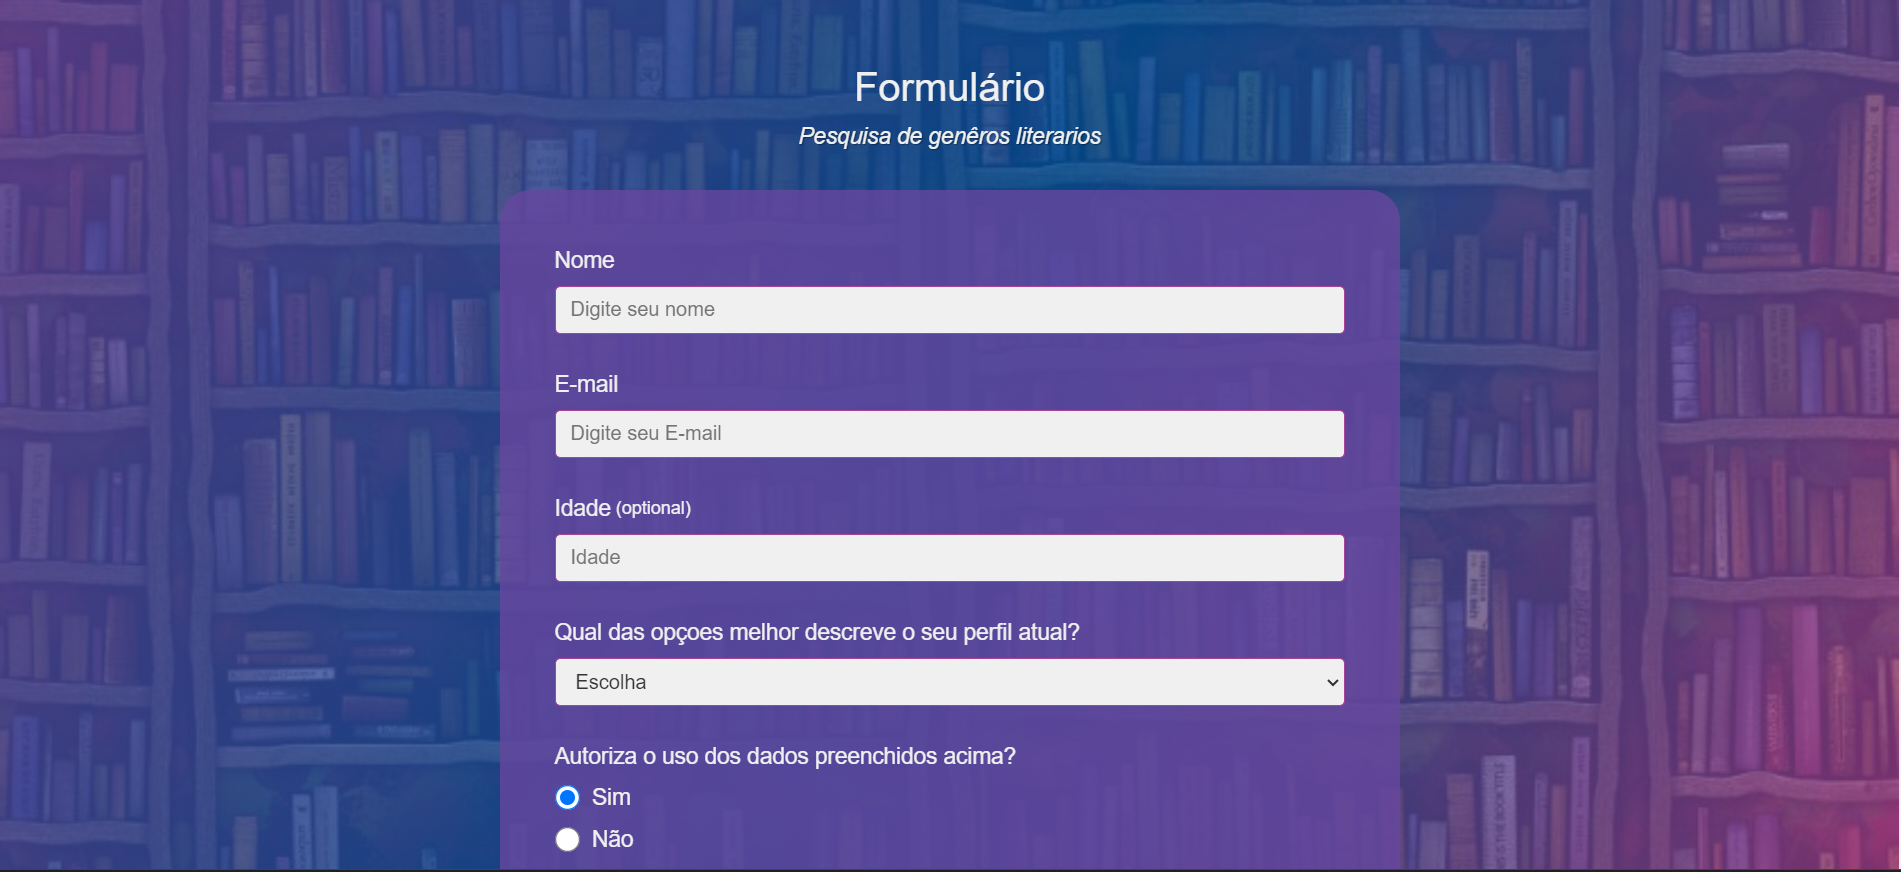 Formulário
Pesquisa de genêros literarios
Nome
Digite seu nome
E-mail
Digite seu E-mail
Idade (optional)
Idade
Qual das opçoes melhor descreve o seu perfil atual?
Escolha
Autoriza o uso dos dados preenchidos acima?
Sim
Não